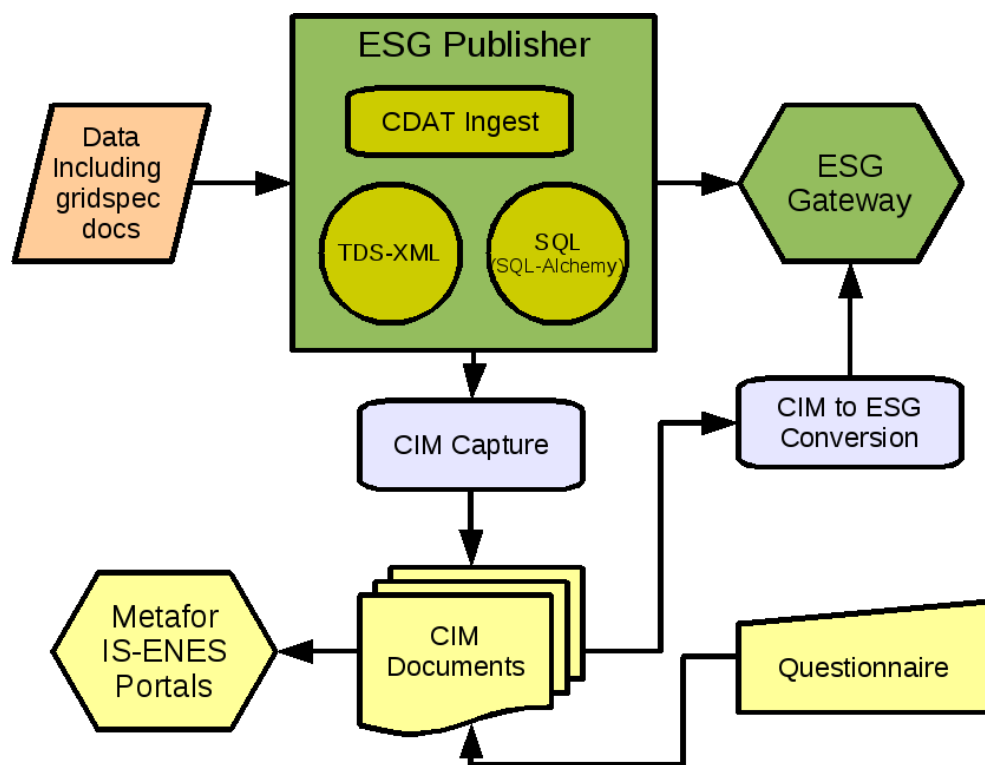 ESG Publisher
CDAT Ingest
Data
Including
gridspec
docs
ESG
Gateway
TDS-XML
SQL
(SQL-Alchemy)
CIM Capture
CIM to ESG
Conversion
Metafor
IS-ENES
Portals
CIM
Documents
Questionnaire